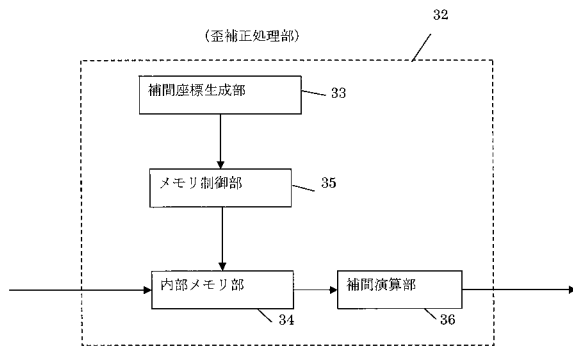 32
(歪補正処理部)
補間座標生成部
33
メモリ制御部
35
内部メモリ部
34
補間演算部
36